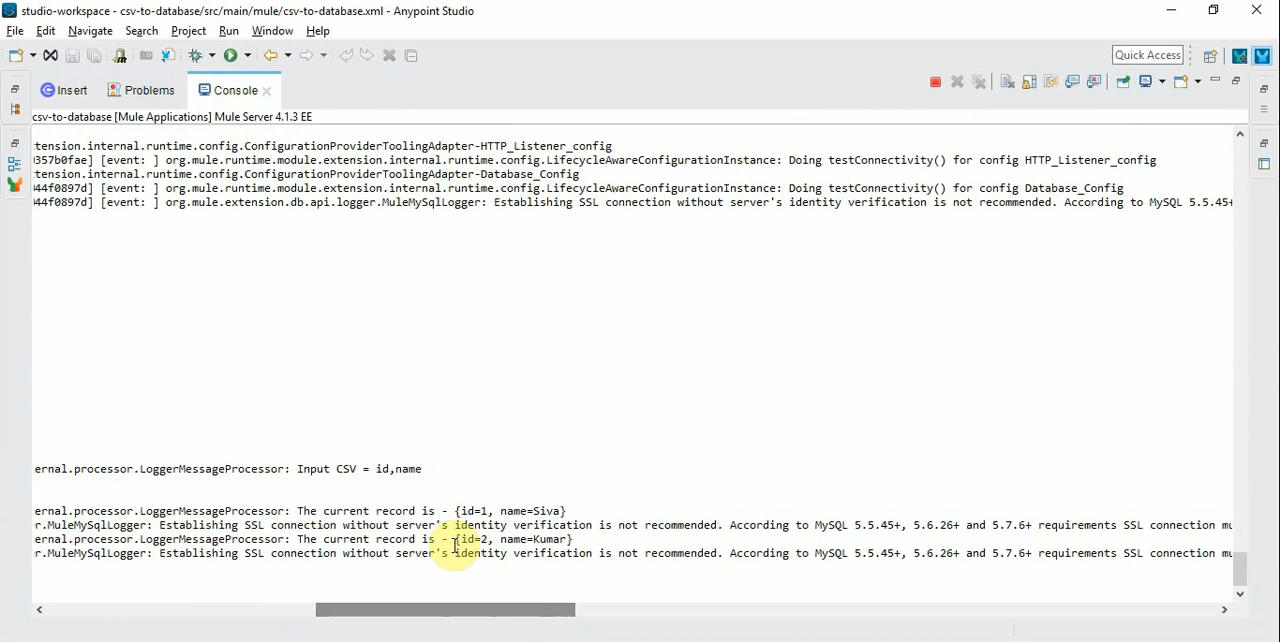 studio-workspace - csv-to-database/src/main/mule/csv-to-database.xml - Anypoint Studio
File Edit Navigate Search Project Run Window Help
Quick Access
Insert Problems Console
csv-to-database [Mule Applications] Mule Server 4.1.3 EE
tension.internal.runtime.config.ConfigurationProviderToolingAdapter-HTTP_Listener_config
357b0fae] [event: ] org.mule.runtime.module.extension.internal.runtime.config.LifecycleAwareConfigurationInstance: Doing testConnectivity() for config HTTP_Listener_config
tension.internal.runtime.config.ConfigurationProviderToolingAdapter-Database_Config
44f0897d] [event: ] org.mule.runtime.module.extension.internal.runtime.config.LifecycleAwareConfigurationInstance: Doing testConnectivity() for config Database_Config
44f0897d] [event: ] org.mule.extension.db.api.logger.MuleMySqlLogger: Establishing SSL connection without server's identity verification is not recommended. According to MySQL 5.5.45+
ernal.processor.LoggerMessageProcessor: Input CSV = id,name
ernal.processor.LoggerMessageProcessor: The current record is - {id=1, name=Siva}
r.MuleMySqlLogger: Establishing SSL connection without server's identity verification is not recommended. According to MySQL 5.5.45+, 5.6.26+ and 5.7.6+ requirements SSL connection mu
ernal.processor.LoggerMessageProcessor: The current record is - {id=2, name=Kumar}
r.MuleMySqlLogger: Establishing SSL connection without server's identity verification is not recommended. According to MySQL 5.5.45+, 5.6.26+ and 5.7.6+ requirements SSL connection mu